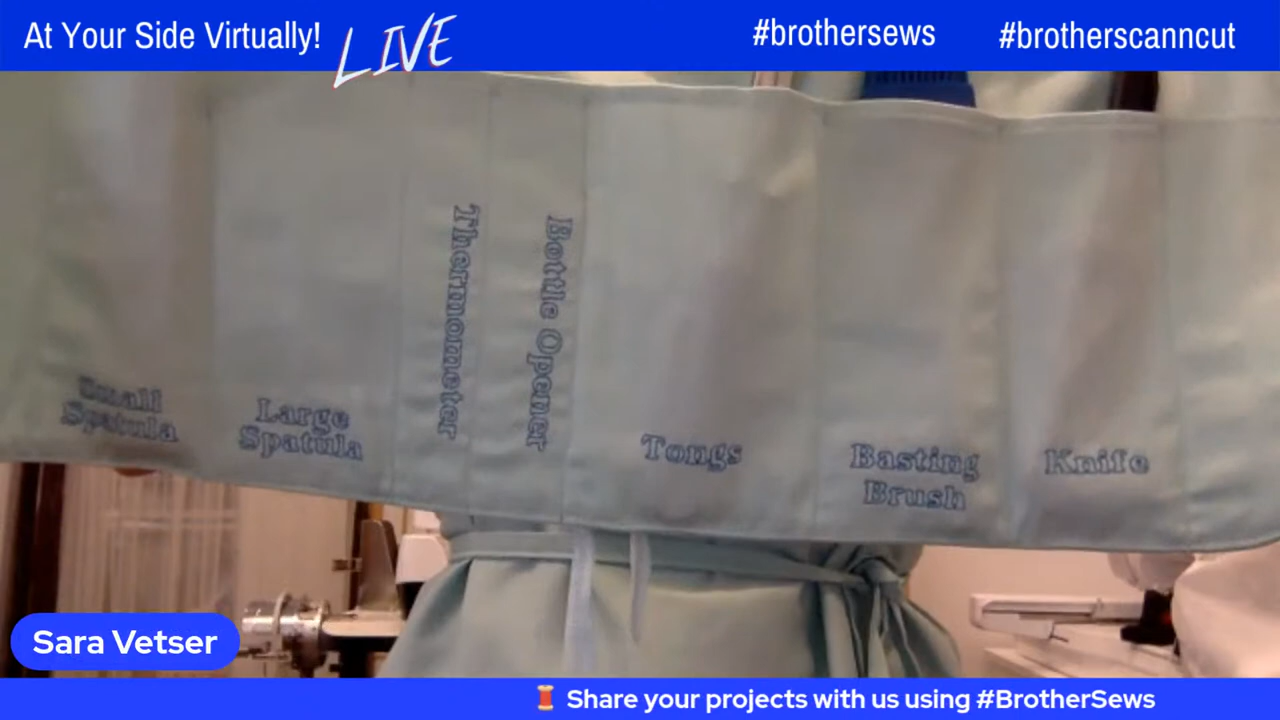 At Your Side Virtually!
LIVE
#brothersews
#brotherscanncut
Small
Spatula
Large
Spatula
Thermometer
Bottle Opener
Tongs
Basting
Brush
Knife
Sara Vetser
Share your projects with us using #BrotherSews